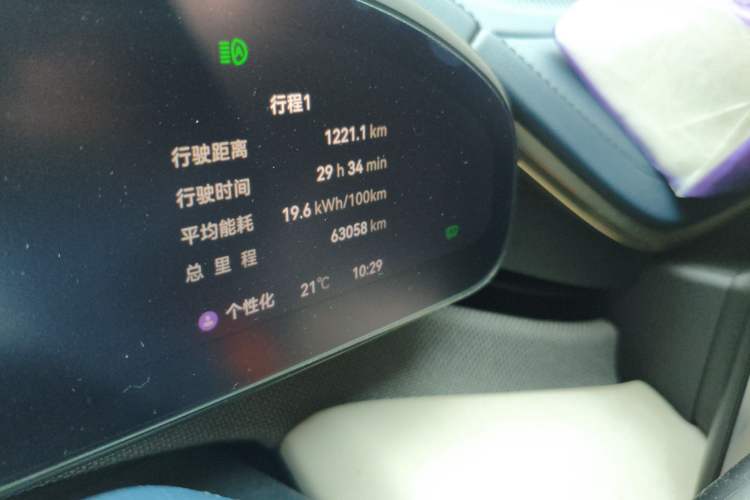 行程1
行驶距离 1221.1 km
行驶时间 29 h 34 min
平均能耗 19.6 kWh/100km
总里程 63058 km
个性化 21℃ 10:29